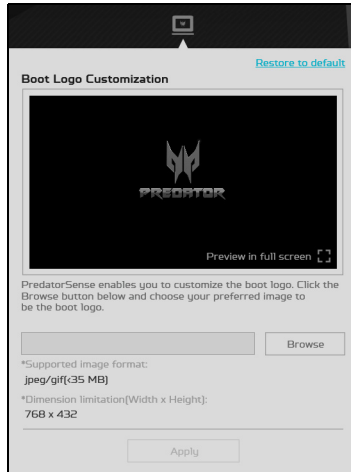 Restore to default
Boot Logo Customization
PREDATOR
Preview in full screen
PredatorSense enables you to customize the boot logo. Click the
Browse button below and choose your preferred image to
be the boot logo.
Browse
*Supported image format:
jpeg/gif(<35 MB)
*Dimension limitation(Width x Height):
768 x 432
Apply